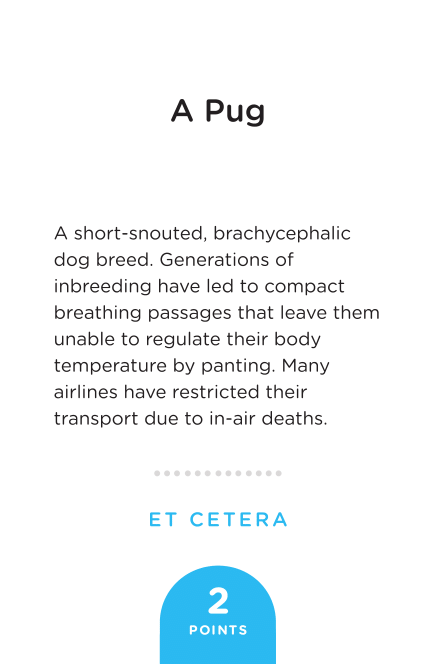 A Pug
A short-snouted, brachycephalic
dog breed. Generations of
inbreeding have led to compact
breathing passages that leave them
unable to regulate their body
temperature by panting. Many
airlines have restricted their
transport due to in-air deaths.
ET CETERA
2
POINTS